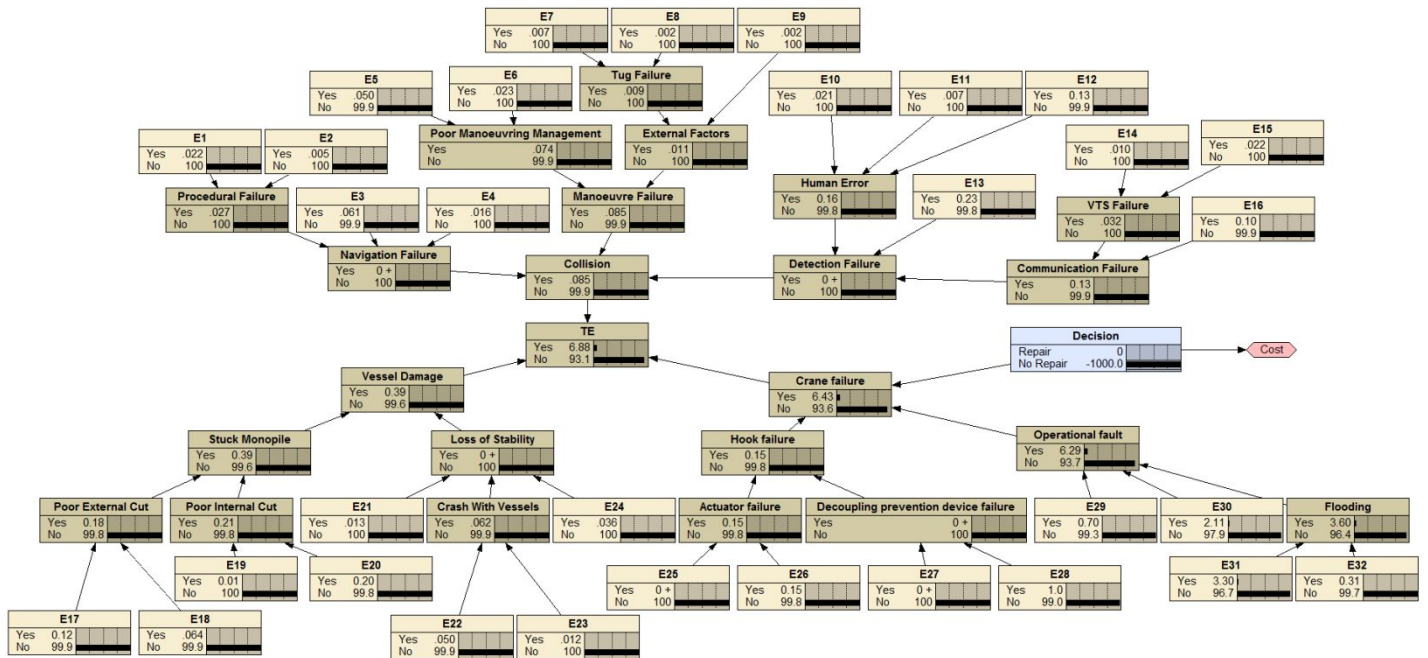 E7
Yes .007
No 100
E8
Yes .002
No 100
E9
Yes .002
No 100
E5
Yes .050
No 99.9
E6
Yes .023
No 100
Tug Failure
Yes .009
No 100
E10
Yes .021
No 100
E11
Yes .007
No 100
E12
Yes 0.13
No 99.9
E1
Yes .022
No 100
E2
Yes .005
No 100
Poor Manoeuvring Management
Yes .074
No 99.9
External Factors
Yes .011
No 100
E14
Yes .010
No 100
E15
Yes .022
No 100
Procedural Failure
Yes .027
No 100
E3
Yes .061
No 99.9
E4
Yes .016
No 100
Manoeuvre Failure
Yes .085
No 99.9
Human Error
Yes 0.16
No 99.8
E13
Yes 0.23
No 99.8
VTS Failure
Yes .032
No 100
E16
Yes 0.10
No 99.9
Navigation Failure
Yes 0 +
No 100
Collision
Yes .085
No 99.9
Detection Failure
Yes 0 +
No 100
Communication Failure
Yes 0.13
No 99.9
TE
Yes 6.88
No 93.1
Decision
Repair 0
No Repair -1000.0
Cost
Vessel Damage
Yes 0.39
No 99.6
Crane failure
Yes 6.43
No 93.6
Stuck Monopile
Yes 0.39
No 99.6
Loss of Stability
Yes 0 +
No 100
Hook failure
Yes 0.15
No 99.8
Operational fault
Yes 6.29
No 93.7
Poor External Cut
Yes 0.18
No 99.8
Poor Internal Cut
Yes 0.21
No 99.8
E21
Yes .013
No 100
Crash With Vessels
Yes .062
No 99.9
E24
Yes .036
No 100
Actuator failure
Yes 0.15
No 99.8
Decoupling prevention device failure
Yes 0 +
No 100
E29
Yes 0.70
No 99.3
E30
Yes 2.11
No 97.9
Flooding
Yes 3.60
No 96.4
E19
Yes 0.01
No 100
E20
Yes 0.20
No 99.8
E25
Yes 0 +
No 100
E26
Yes 0.15
No 99.8
E27
Yes 0 +
No 100
E28
Yes 1.0
No 99.0
E31
Yes 3.30
No 96.7
E32
Yes 0.31
No 99.7
E17
Yes 0.12
No 99.9
E18
Yes .064
No 99.9
E22
Yes .050
No 99.9
E23
Yes .012
No 100